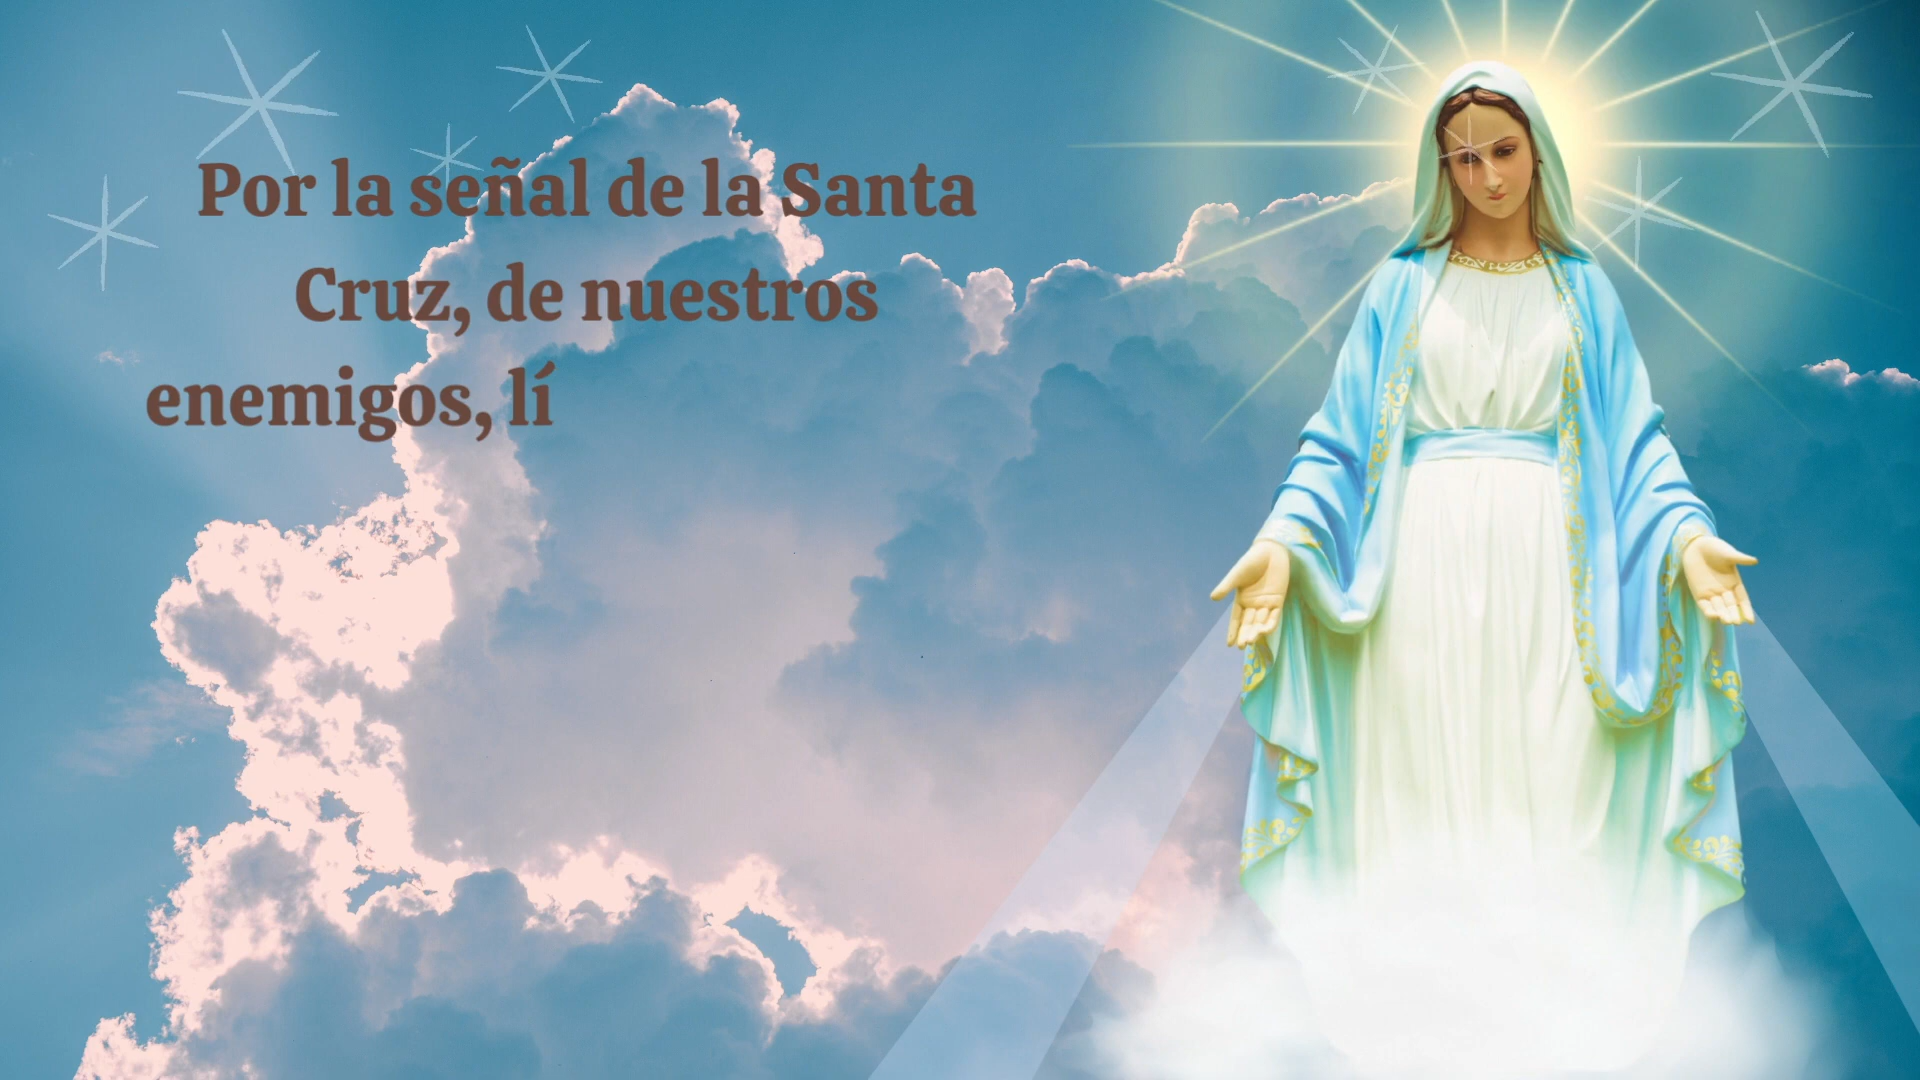 Por la señal de la Santa
Cruz, de nuestros
enemigos, lí